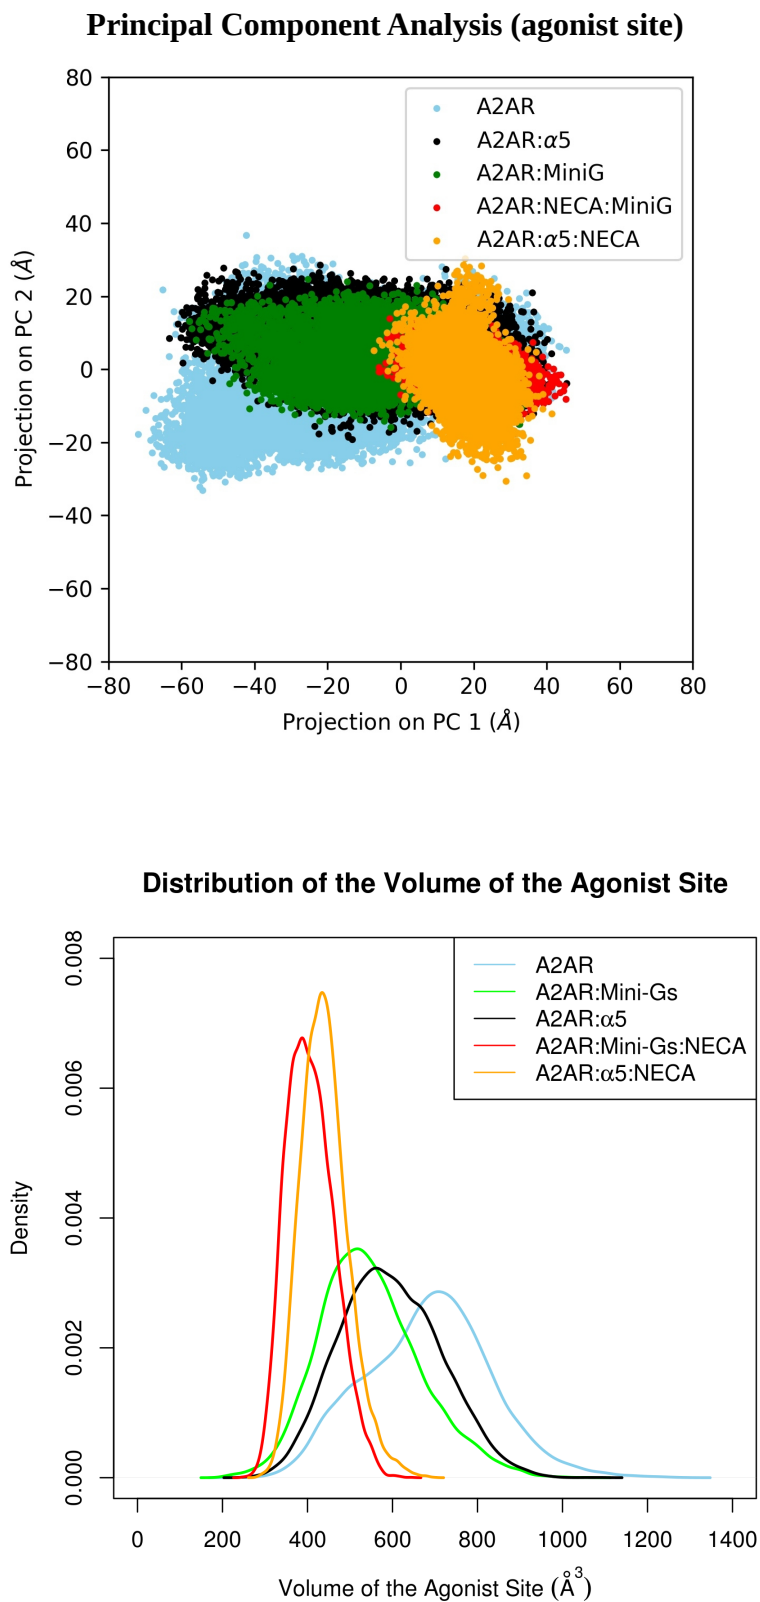 Principal Component Analysis (agonist site)
80
60
40
20
0
−20
−40
−60
−80
Projection on PC 2 (Å)
A2AR
A2AR:α5
A2AR:MiniG
A2AR:NECA:MiniG
A2AR:α5:NECA
−80 −60 −40 −20 0 20 40 60 80
Projection on PC 1 (Å)
Distribution of the Volume of the Agonist Site
0.008
0.006
0.004
0.002
0.000
Density
A2AR
A2AR:Mini-Gs
A2AR:α5
A2AR:Mini-Gs:NECA
A2AR:α5:NECA
0 200 400 600 800 1000 1200 1400
Volume of the Agonist Site (Å³)